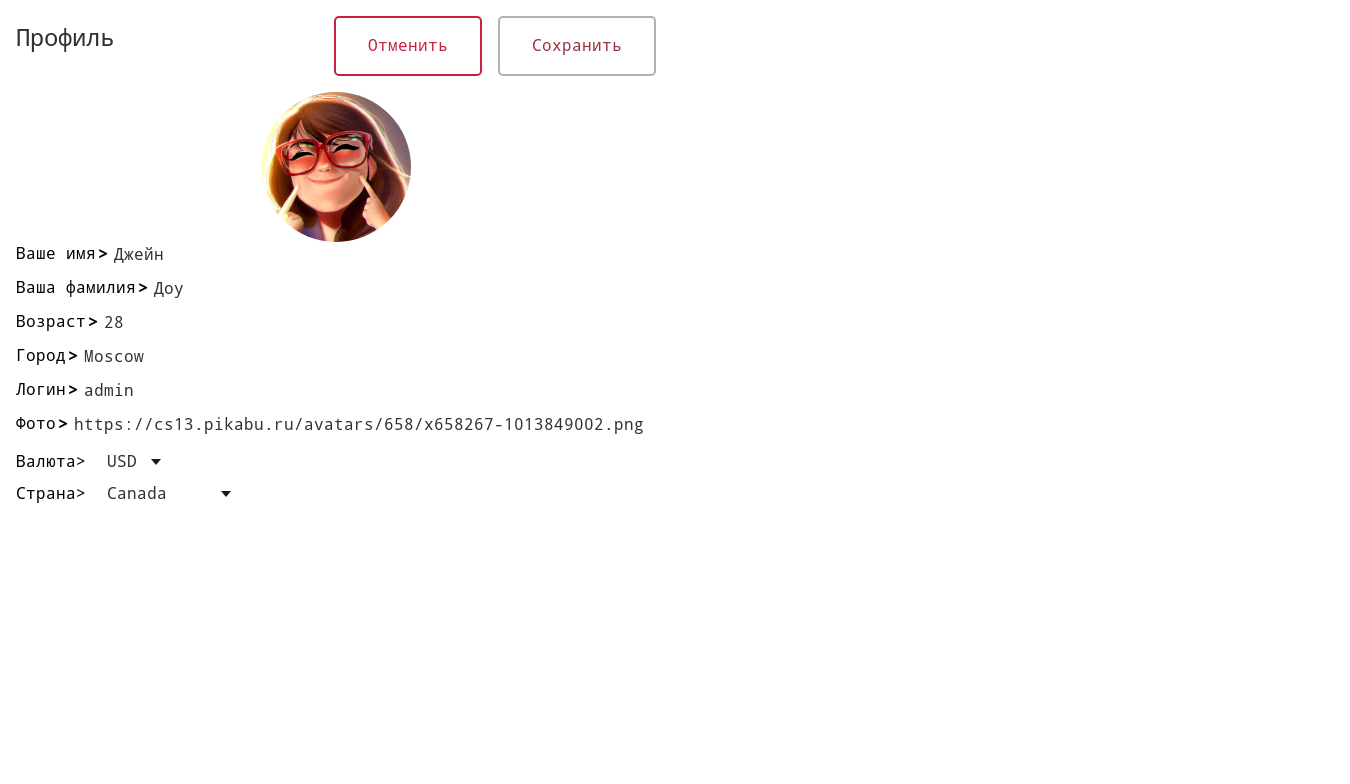 Профиль
Отменить
Сохранить
Ваше имя> Джейн
Ваша фамилия> Доу
Возраст> 28
Город> Moscow
Логин> admin
Фото> https://cs13.pikabu.ru/avatars/658/x658267-1013849002.png
Валюта> USD
Страна> Canada